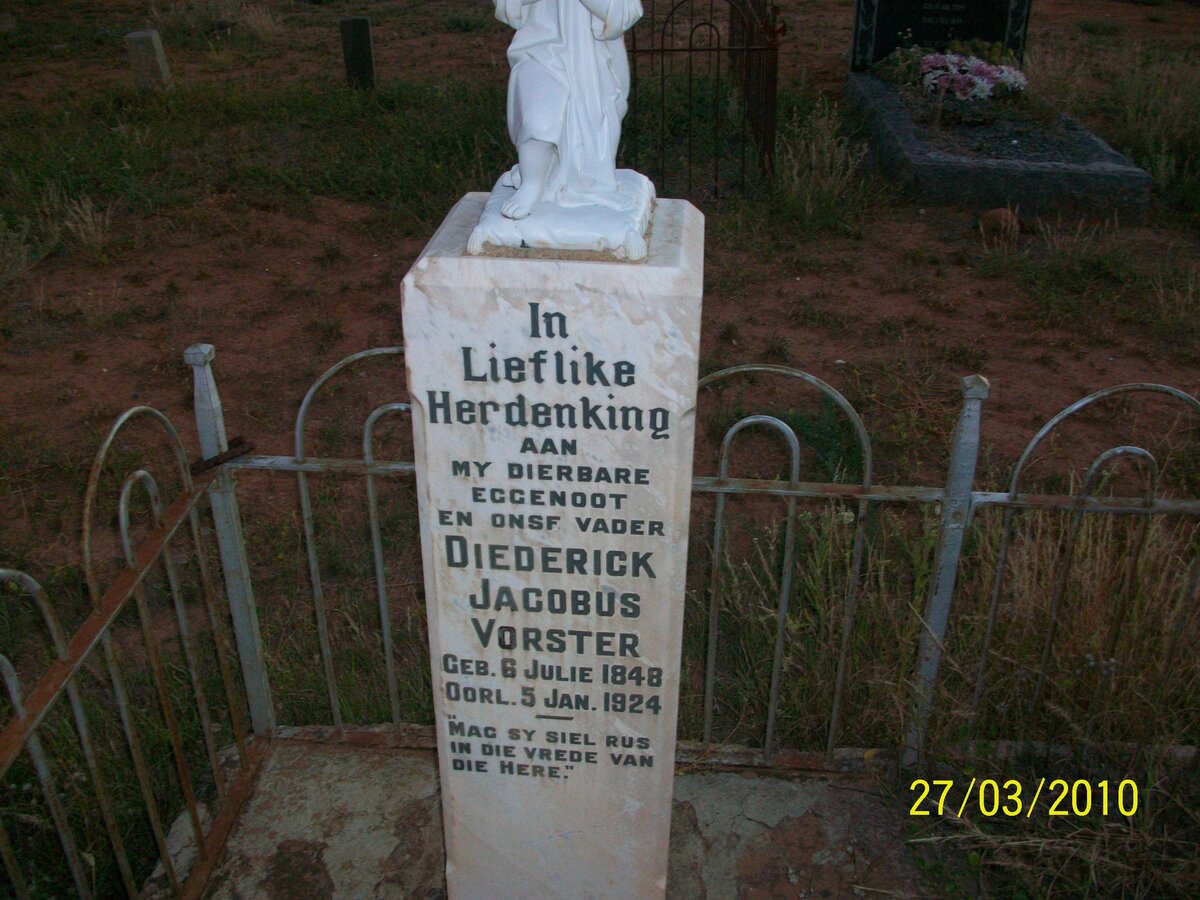 In
Lieflike
Herdenking
AAN
MY DIERBARE
EGGENOOT
EN ONSE VADER
DIEDERICK
JACOBUS
VORSTER
GEB. 6 JULIE 1848
OORL. 5 JAN. 1924
"MAG SY SIEL RUS
IN DIE VREDE VAN
DIE HERE."
27/03/2010